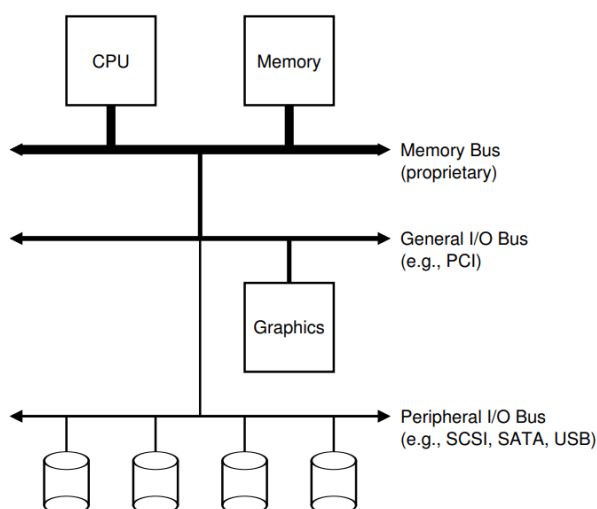 CPU
Memory
Memory Bus
(proprietary)
General I/O Bus
(e.g., PCI)
Graphics
Peripheral I/O Bus
(e.g., SCSI, SATA, USB)